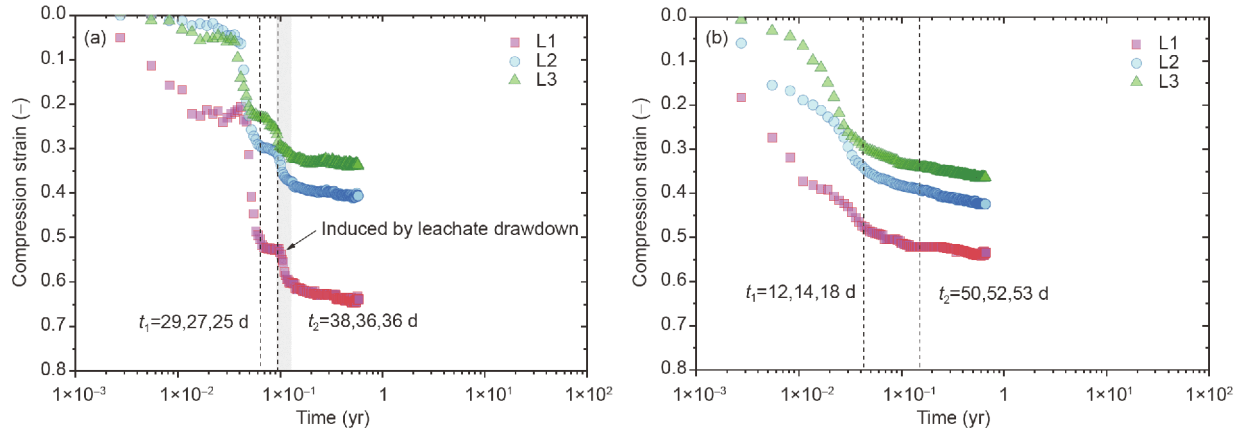 (a)
L1
L2
L3
Compression strain (−)
0.0
0.1
0.2
0.3
0.4
0.5
0.6
0.7
0.8
Induced by leachate drawdown
t₁=29,27,25 d
t₂=38,36,36 d
1×10⁻³
1×10⁻²
1×10⁻¹
1
1×10¹
1×10²
Time (yr)
(b)
L1
L2
L3
Compression strain (−)
0.0
0.1
0.2
0.3
0.4
0.5
0.6
0.7
0.8
t₁=12,14,18 d
t₂=50,52,53 d
1×10⁻³
1×10⁻²
1×10⁻¹
1
1×10¹
1×10²
Time (yr)